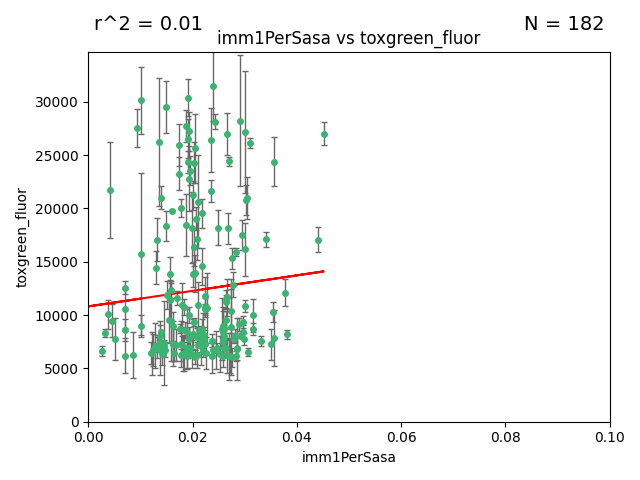 r^2 = 0.01
N = 182
imm1PerSasa vs toxgreen_fluor
30000
25000
20000
15000
10000
5000
0
toxgreen_fluor
0.00
0.02
0.04
0.06
0.08
0.10
imm1PerSasa